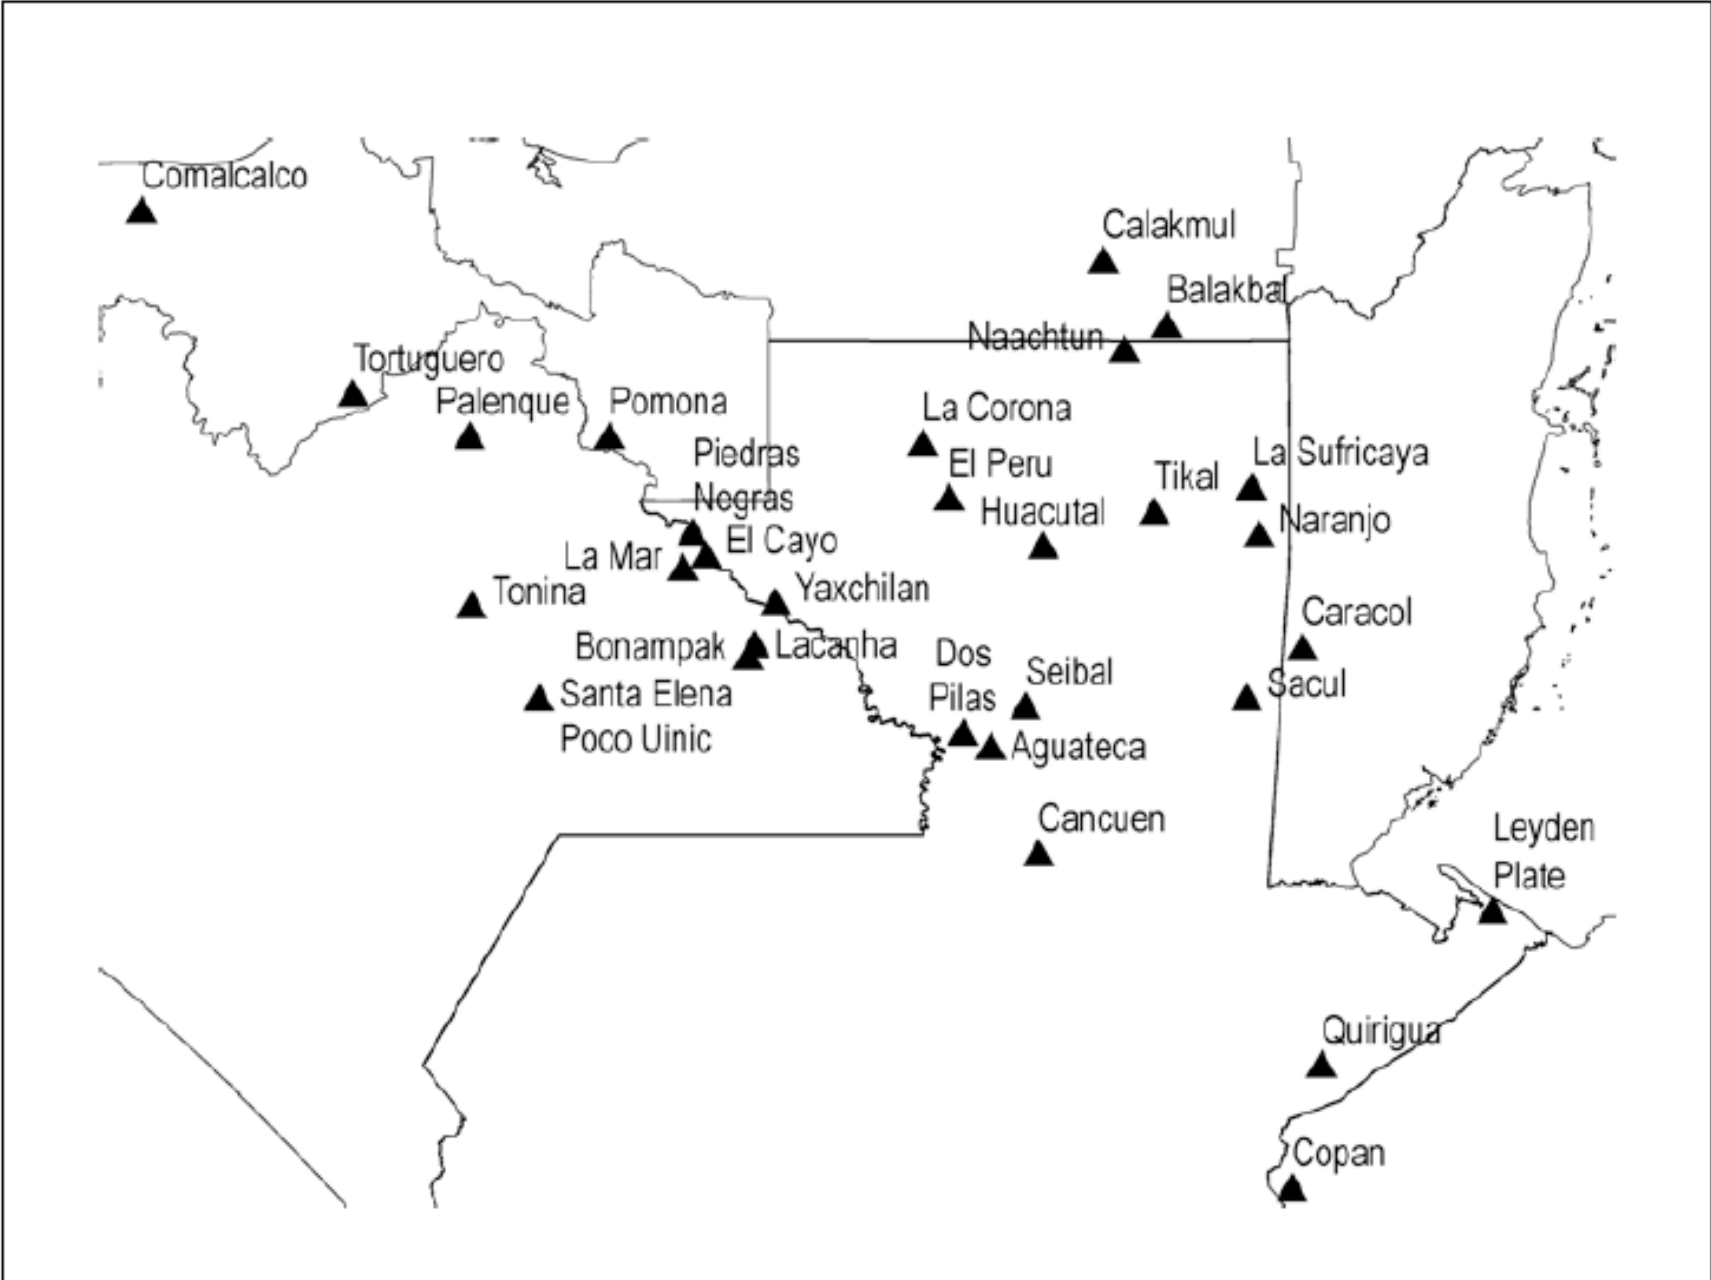 Comalcalco
Calakmul
Balakbal
Naachtun
Tortuguero
Palenque
Pomona
La Corona
Piedras
Negras
El Peru
La Sufricaya
Tikal
Huacutal
Naranjo
El Cayo
La Mar
Tonina
Yaxchilan
Caracol
Bonampak
Lacanha
Dos
Pilas
Seibal
Sacul
Santa Elena
Poco Uinic
Aguateca
Cancuen
Leyden
Plate
Quirigua
Copan